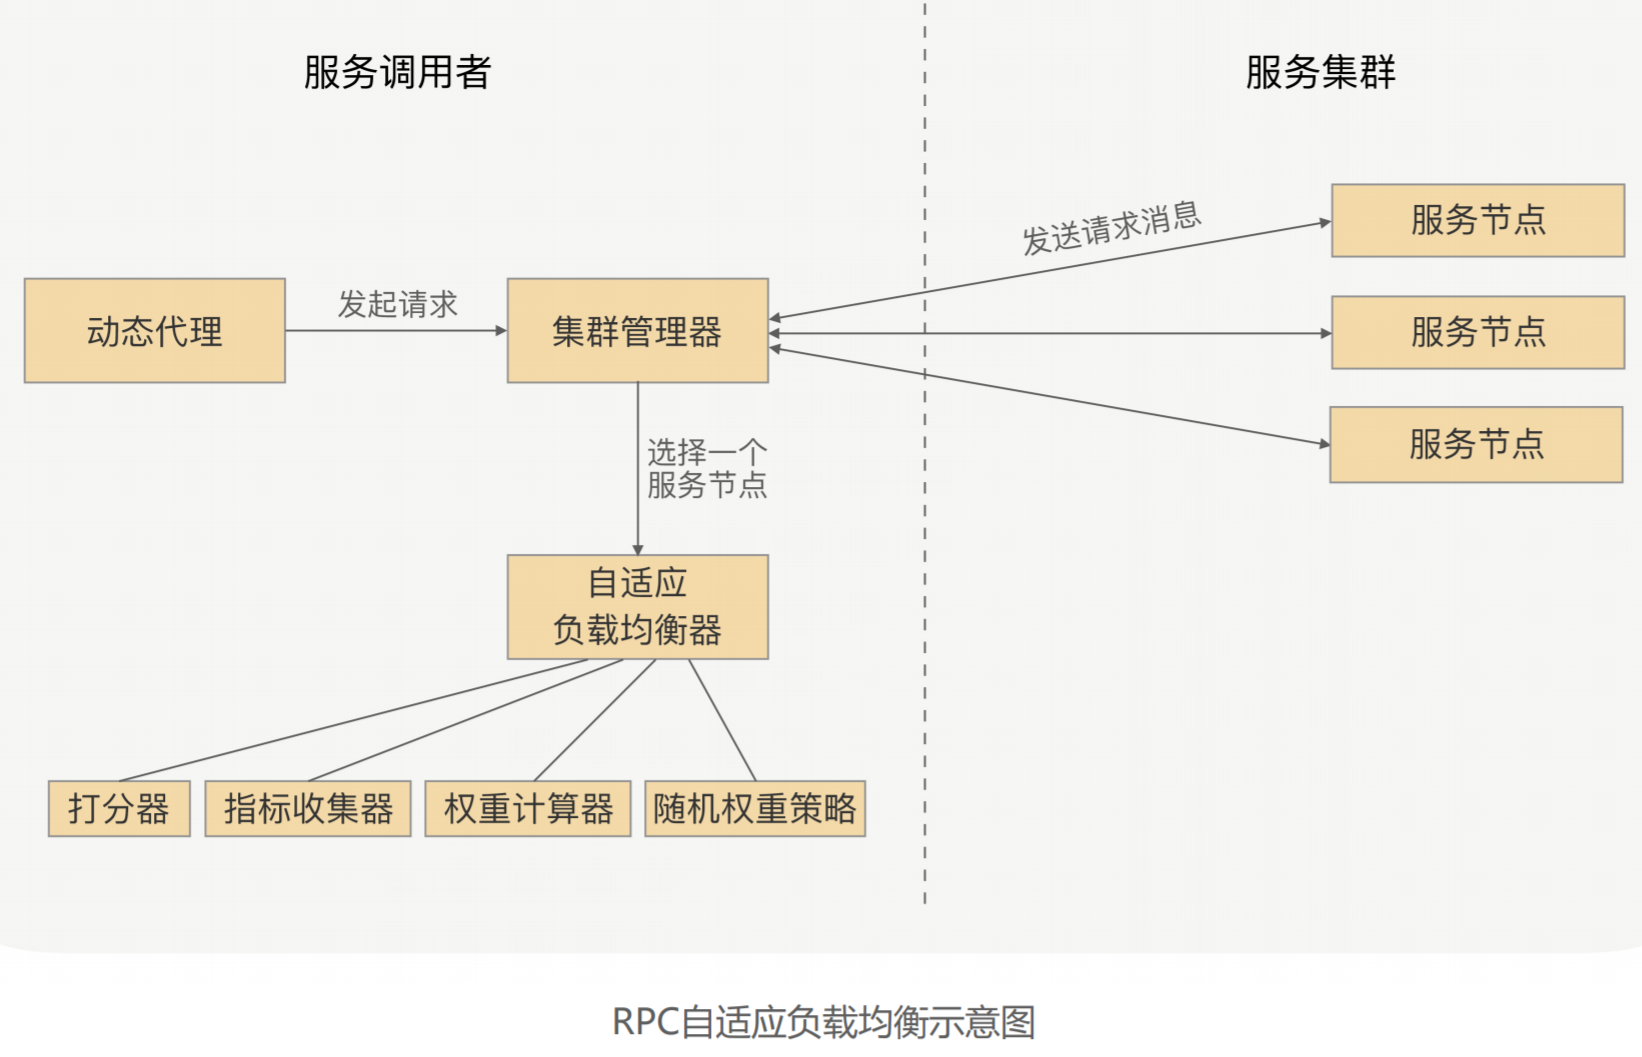 服务调用者
服务集群
发送请求消息
服务节点
动态代理
发起请求
集群管理器
服务节点
服务节点
选择一个
服务节点
自适应
负载均衡器
打分器
指标收集器
权重计算器
随机权重策略
RPC自适应负载均衡示意图